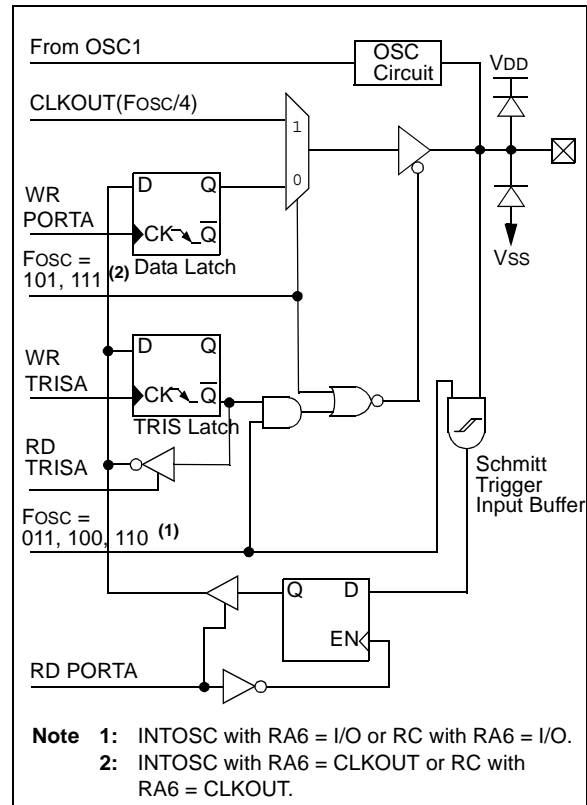 From OSC1
OSC
Circuit
VDD
CLKOUT(FOSC/4)
1
D
Q
0
WR
PORTA
CK
Q
VSS
FOSC =
101, 111 (2)
Data Latch
D
Q
WR
TRISA
CK
Q
TRIS Latch
RD
TRISA
Schmitt
Trigger
Input Buffer
FOSC =
011, 100, 110 (1)
Q
D
EN
RD PORTA
Note 1: INTOSC with RA6 = I/O or RC with RA6 = I/O.
2: INTOSC with RA6 = CLKOUT or RC with
RA6 = CLKOUT.